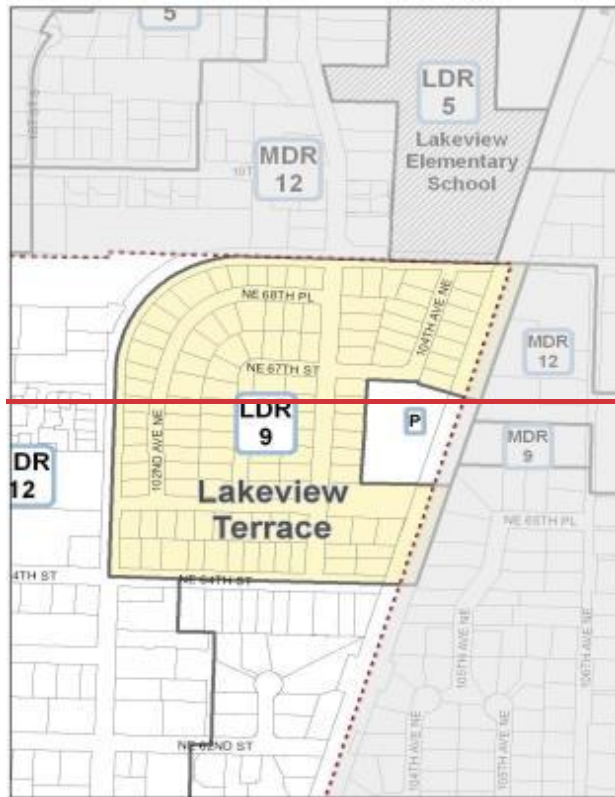 5
LDR
5
Lakeview
Elementary
School
MDR
12
NE 68TH PL
104TH AVE NE
MDR
12
NE 67TH ST
LDR
9
P
102ND AVE NE
DR
12
MDR
9
Lakeview
Terrace
NE 66TH PL
4TH ST
NE 64TH ST
105TH AVE NE
106TH AVE NE
NE 62ND ST
104TH AVE NE
105TH AVE NE